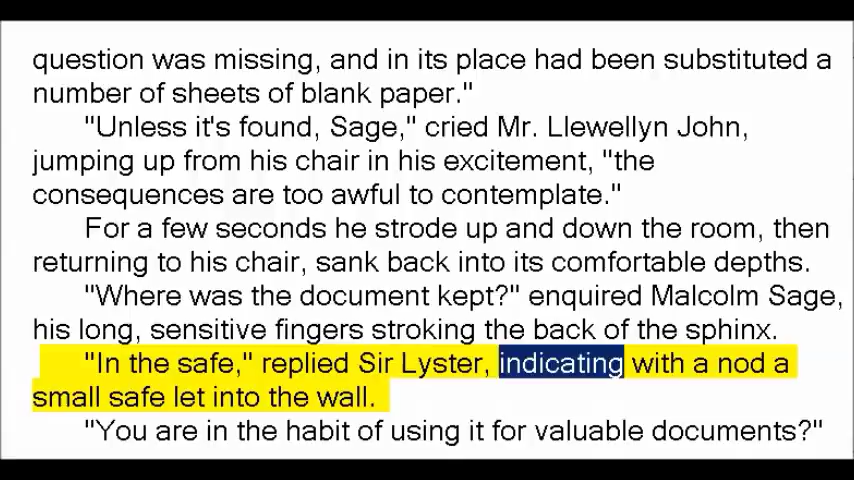 question was missing, and in its place had been substituted a
number of sheets of blank paper."
"Unless it's found, Sage," cried Mr. Llewellyn John,
jumping up from his chair in his excitement, "the
consequences are too awful to contemplate."
For a few seconds he strode up and down the room, then
returning to his chair, sank back into its comfortable depths.
"Where was the document kept?" enquired Malcolm Sage,
his long, sensitive fingers stroking the back of the sphinx.
"In the safe," replied Sir Lyster, indicating with a nod a
small safe let into the wall.
"You are in the habit of using it for valuable documents?"